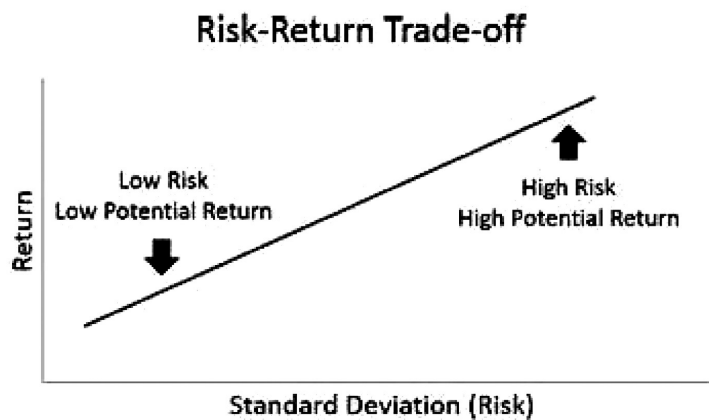 Risk-Return Trade-off
Low Risk
Low Potential Return
High Risk
High Potential Return
Return
Standard Deviation (Risk)